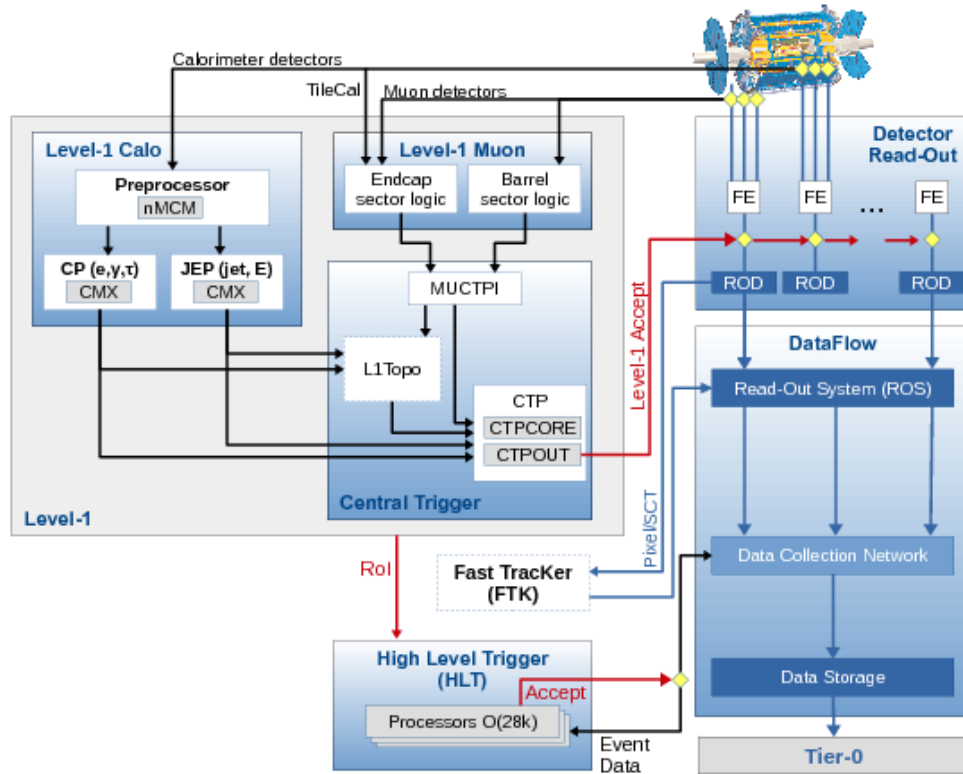 Calorimeter detectors
TileCal
Muon detectors
Level-1 Calo
Preprocessor
nMCM
CP (e,γ,τ)
CMX
JEP (jet, E)
CMX
Level-1 Muon
Endcap
sector logic
Barrel
sector logic
MUCTPI
L1Topo
CTP
CTPCORE
CTPOUT
Central Trigger
Level-1
Level-1 Accept
Detector
Read-Out
FE
FE
...
FE
ROD
ROD
ROD
DataFlow
Read-Out System (ROS)
Data Collection Network
Data Storage
Tier-0
Pixel/SCT
RoI
Fast TracKer
(FTK)
High Level Trigger
(HLT)
Accept
Processors O(28k)
Event
Data